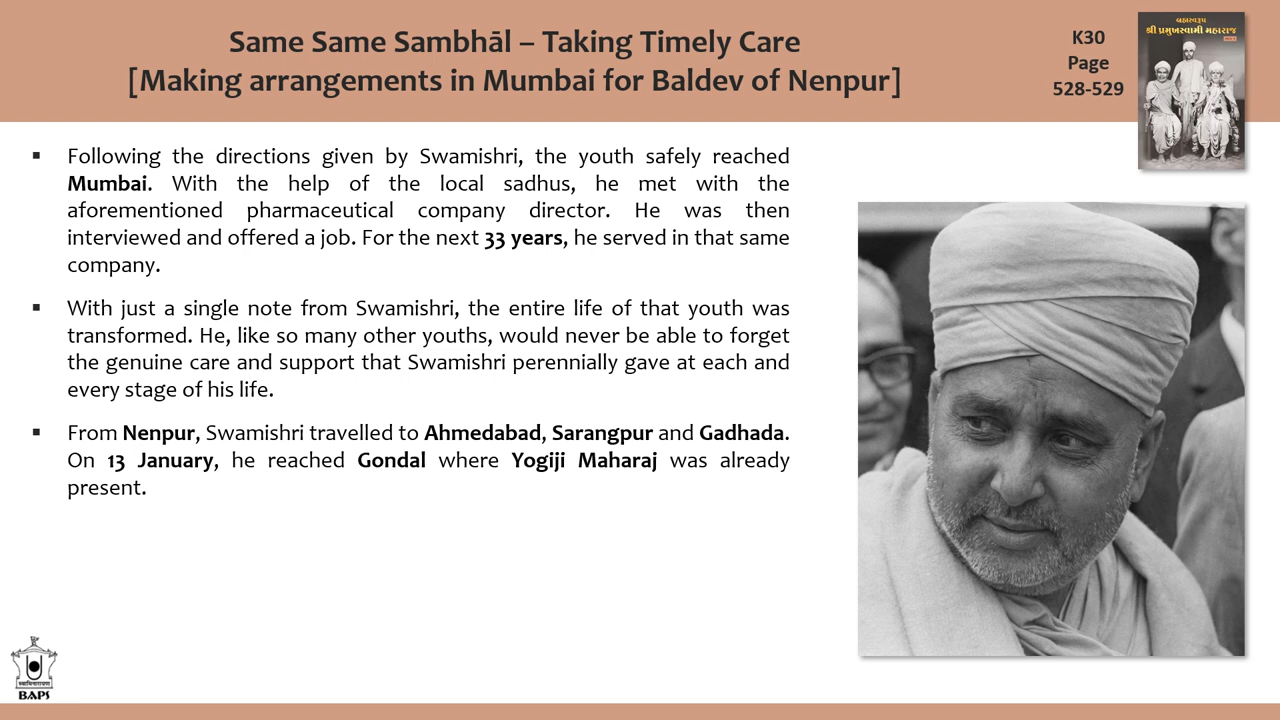 Same Same Sambhāl – Taking Timely Care
[Making arrangements in Mumbai for Baldev of Nenpur]
K30
Page
528-529
બ્રહ્મસ્વરૂપ
શ્રી પ્રમુખસ્વામી મહારાજ
▪ Following the directions given by Swamishri, the youth safely reached
Mumbai. With the help of the local sadhus, he met with the
aforementioned pharmaceutical company director. He was then
interviewed and offered a job. For the next 33 years, he served in that same
company.
▪ With just a single note from Swamishri, the entire life of that youth was
transformed. He, like so many other youths, would never be able to forget
the genuine care and support that Swamishri perennially gave at each and
every stage of his life.
▪ From Nenpur, Swamishri travelled to Ahmedabad, Sarangpur and Gadhada.
On 13 January, he reached Gondal where Yogiji Maharaj was already
present.
BAPS